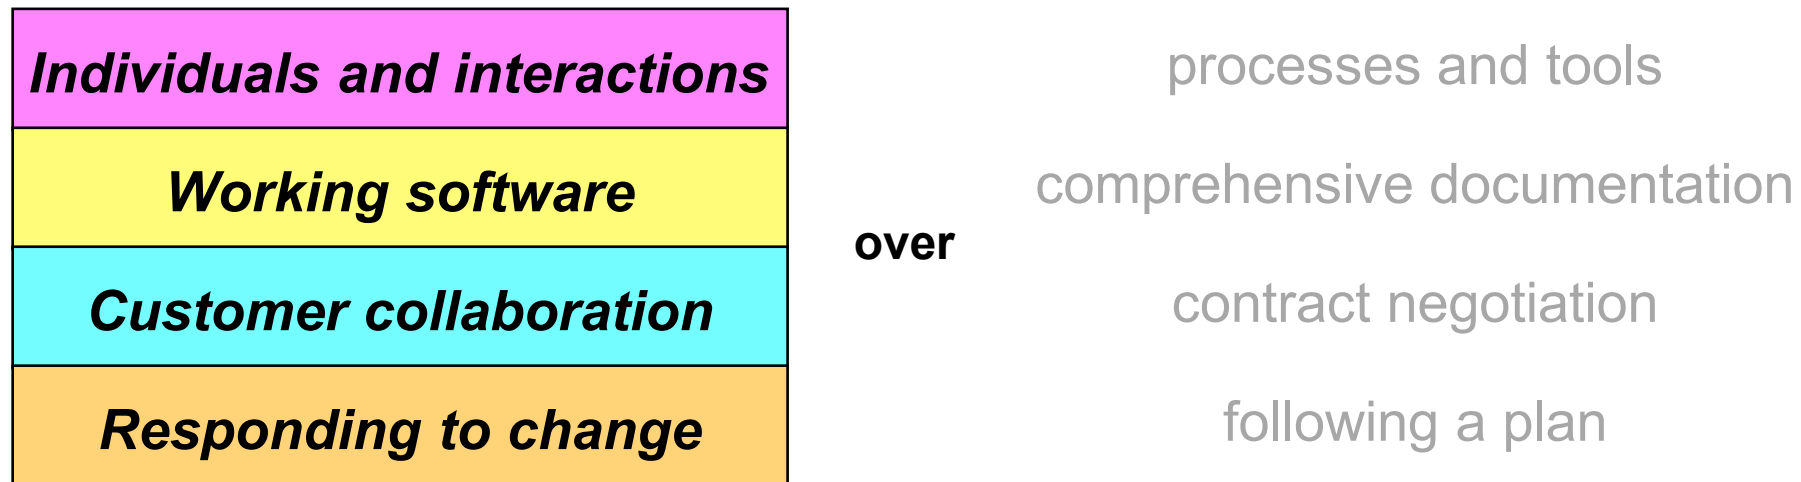 Individuals and interactions
processes and tools
Working software
comprehensive documentation
over
Customer collaboration
contract negotiation
Responding to change
following a plan